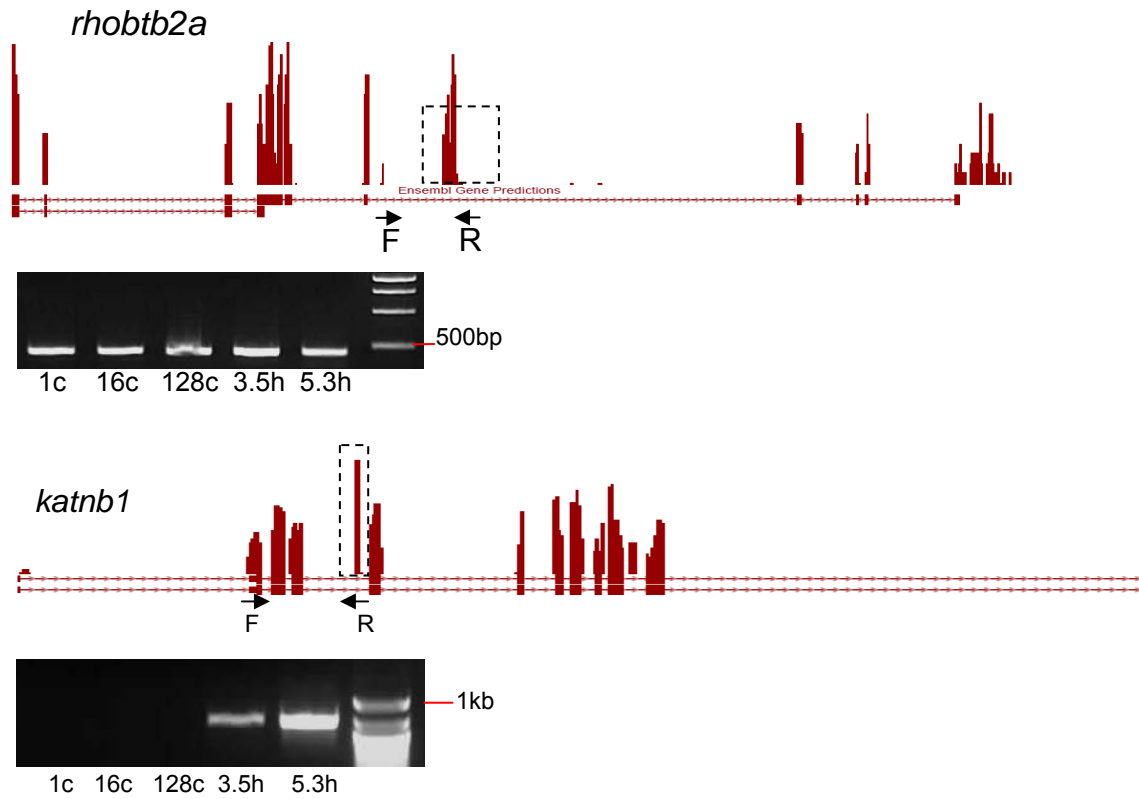 rhobtb2a
Ensembl Gene Predictions
F R
500bp
1c 16c 128c 3.5h 5.3h
katnb1
F R
1kb
1c 16c 128c 3.5h 5.3h